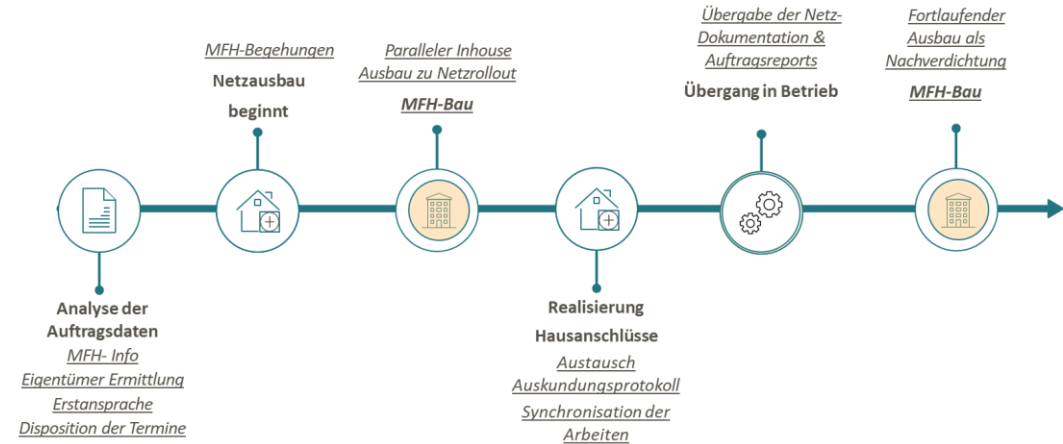 Analyse der
Auftragsdaten
MFH- Info
Eigentümer Ermittlung
Erstansprache
Disposition der Termine
MFH-Begehungen
Netzausbau
beginnt
Paralleler Inhouse
Ausbau zu Netzrollout
MFH-Bau
Realisierung
Hausanschlüsse
Austausch
Auskundungsprotokoll
Synchronisation der
Arbeiten
Übergabe der Netz-
Dokumentation &
Auftragsreports
Übergang in Betrieb
Fortlaufender
Ausbau als
Nachverdichtung
MFH-Bau